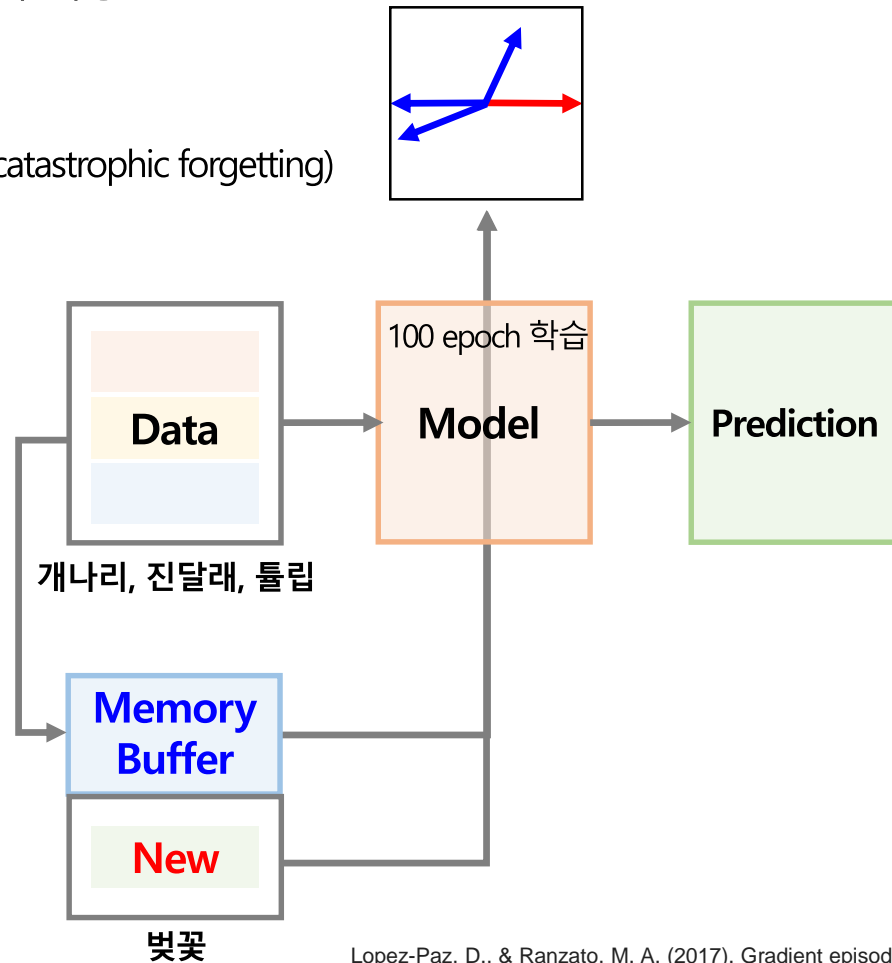 catastrophic forgetting)
100 epoch 학습
Data
Model
Prediction
개나리, 진달래, 튤립
Memory
Buffer
New
벚꽃
Lopez-Paz, D., & Ranzato, M. A. (2017). Gradient episod